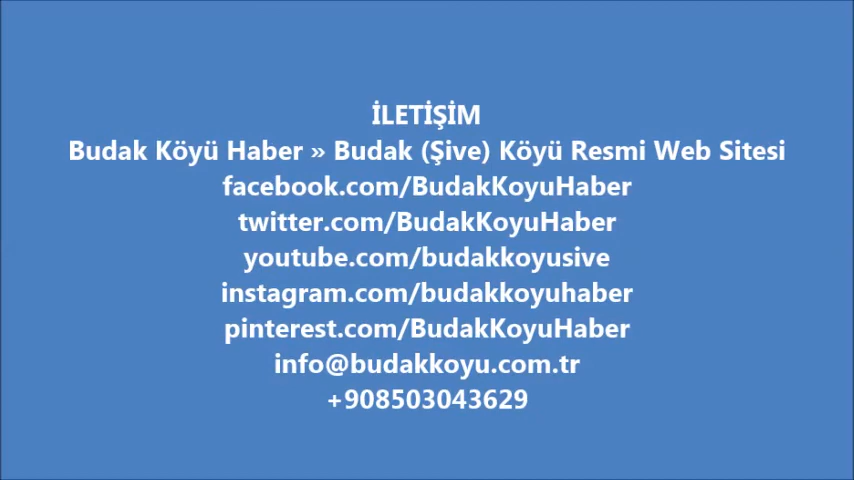 İLETİŞİM
Budak Köyü Haber » Budak (Şive) Köyü Resmi Web Sitesi
facebook.com/BudakKoyuHaber
twitter.com/BudakKoyuHaber
youtube.com/budakkoyusive
instagram.com/budakkoyuhaber
pinterest.com/BudakKoyuHaber
info@budakkoyu.com.tr
+908503043629